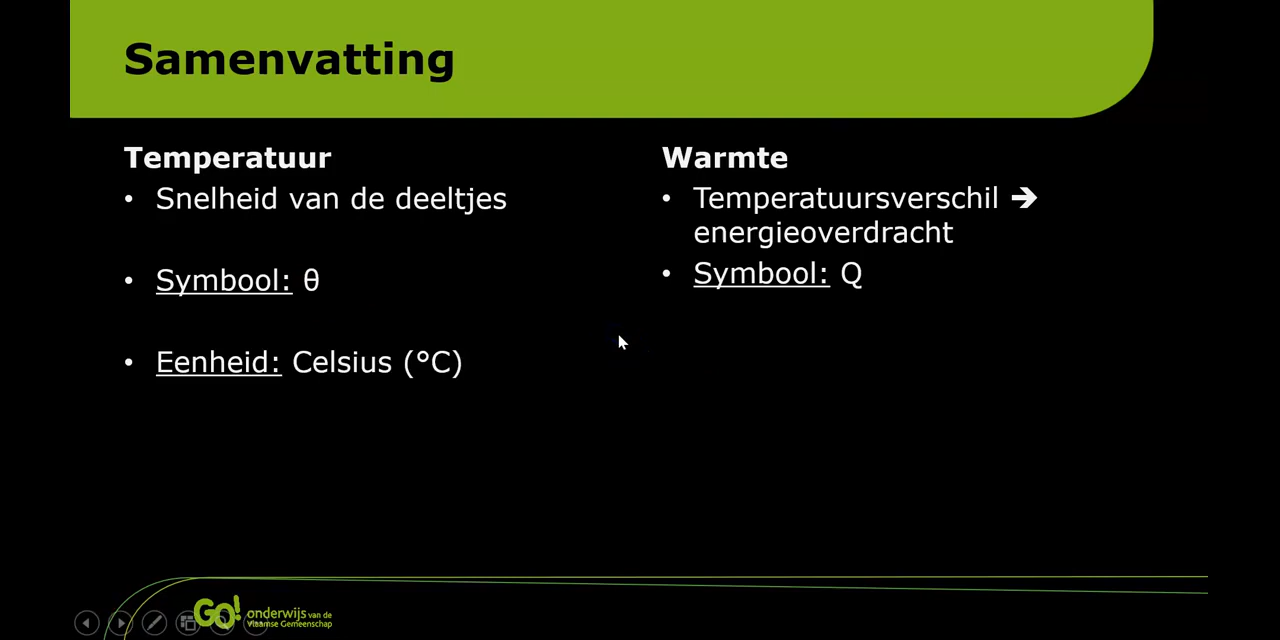 Samenvatting
Temperatuur
• Snelheid van de deeltjes
• Symbool: θ
• Eenheid: Celsius (°C)
Warmte
• Temperatuursverschil ➔
energieoverdracht
• Symbool: Q
GO! onderwijs van de
Vlaamse Gemeenschap